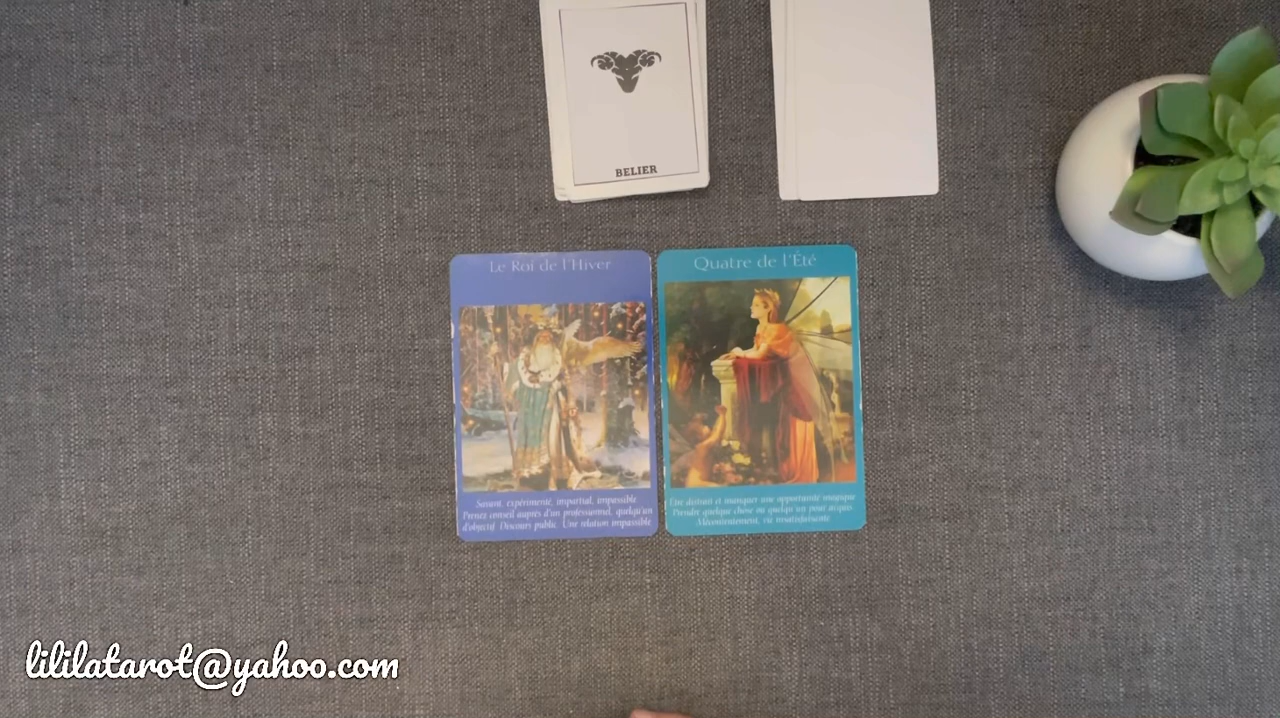 BELIER
Le Roi de l'Hiver
Savant, expérimenté, impartial, impassible
Prenez conseil auprès d'un professionnel, quelqu'un
d'objectif Discours public Une relation impassible
Quatre de l'Été
Être distrait et manquer une opportunité magique
Prendre quelque chose ou quelqu'un pour acquis
Mécontentement, vie insatisfaisante
lililatarot@yahoo.com